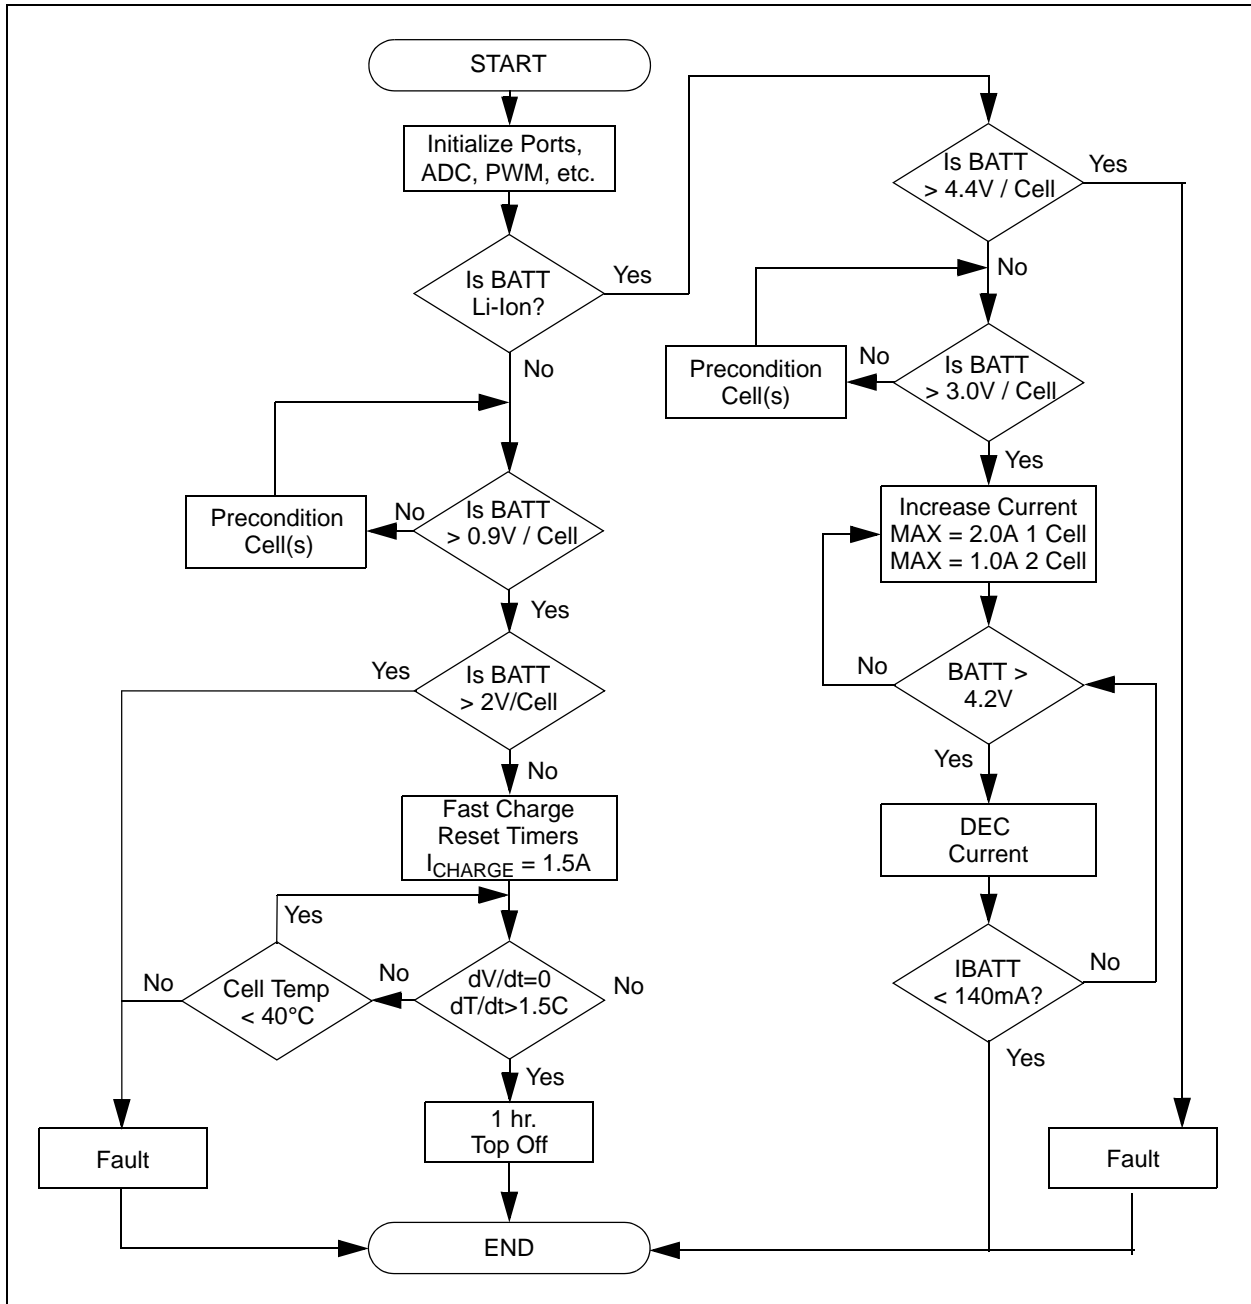 START
Initialize Ports,
ADC, PWM, etc.
Is BATT
Li-Ion?
Yes
No
Precondition
Cell(s)
No
Is BATT
> 0.9V / Cell
Yes
Yes
Is BATT
> 2V/Cell
No
Fast Charge
Reset Timers
ICHARGE = 1.5A
Yes
No
Cell Temp
< 40°C
No
dV/dt=0
dT/dt>1.5C
No
Yes
1 hr.
Top Off
Fault
END
Is BATT
> 4.4V / Cell
Yes
No
Precondition
Cell(s)
No
Is BATT
> 3.0V / Cell
Yes
Increase Current
MAX = 2.0A 1 Cell
MAX = 1.0A 2 Cell
No
BATT >
4.2V
Yes
DEC
Current
IBATT
< 140mA?
No
Yes
Fault